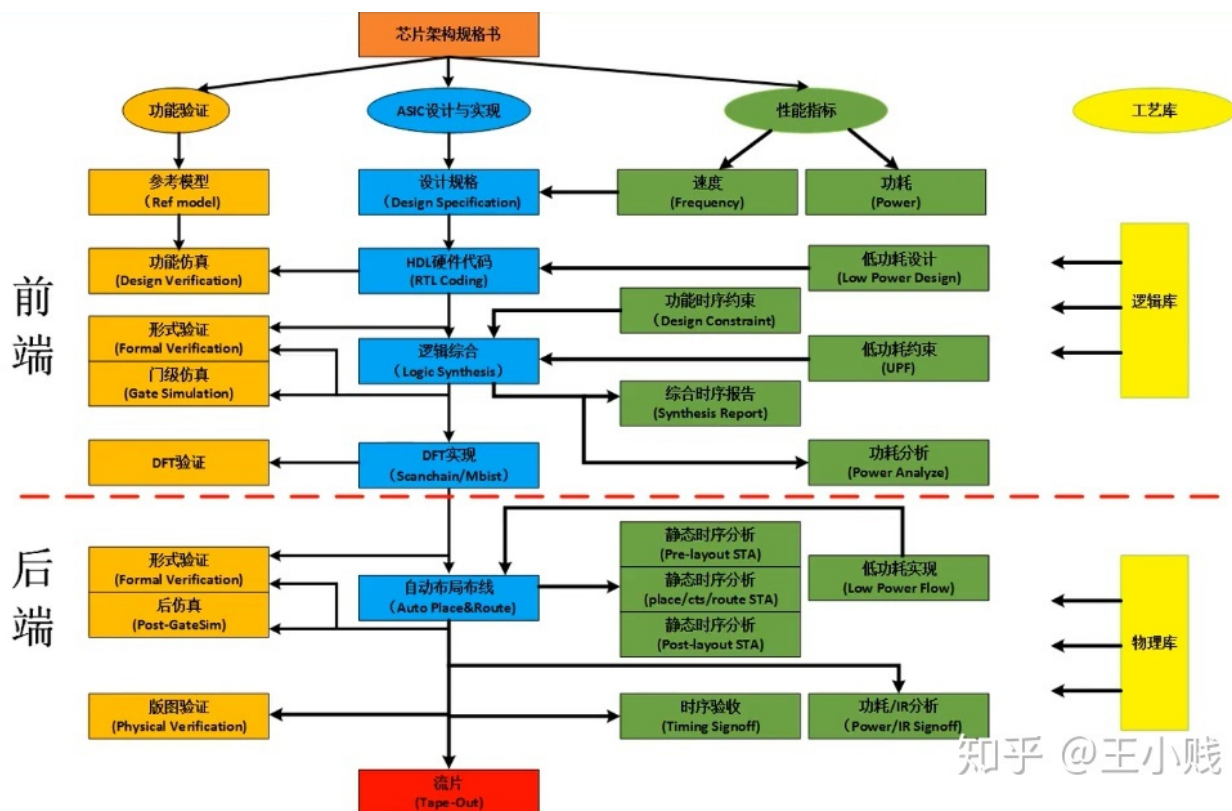 芯片架构规格书
功能验证
ASIC设计与实现
性能指标
工艺库
参考模型
（Ref model)
设计规格
（Design Specification)
速度
(Frequency)
功耗
(Power)
前端
功能仿真
(Design Verification)
HDL硬件代码
(RTL Coding)
低功耗设计
(Low Power Design)
功能时序约束
（Design Constraint)
逻辑库
形式验证
(Formal Verification)
门级仿真
(Gate Simulation)
逻辑综合
（Logic Synthesis）
低功耗约束
(UPF)
综合时序报告
(Synthesis Report)
DFT验证
DFT实现
（Scanchain/Mbist)
功耗分析
(Power Analyze)
后端
形式验证
(Formal Verification)
后仿真
(Post-GateSim)
自动布局布线
（Auto Place&Route)
静态时序分析
(Pre-layout STA)
静态时序分析
(place/cts/route STA)
静态时序分析
(Post-layout STA)
低功耗实现
(Low Power Flow)
物理库
版图验证
(Physical Verification)
时序验收
(Timing Signoff)
功耗/IR分析
（Power/IR Signoff)
流片
(Tape-Out)
知乎 @王小贱